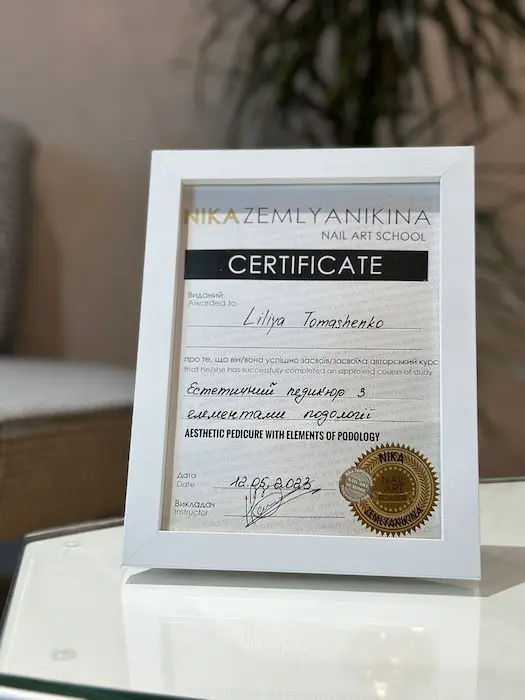 NIKAZEMLYANIKINA
NAIL ART SCHOOL
CERTIFICATE
Виданий
Awarded to
Liliya Tomashenko
про те, що він/вона успішно засвоїв/засвоїла авторський курс
that he/she has successfully completed an approved course of study
Естетичний педикюр з
елементами подології
AESTHETIC PEDICURE WITH ELEMENTS OF PODOLOGY
Дата
Date
12.05.2023
Викладач
Instructor
NIKA
NAIL
ART
ZEMLYANIKINA